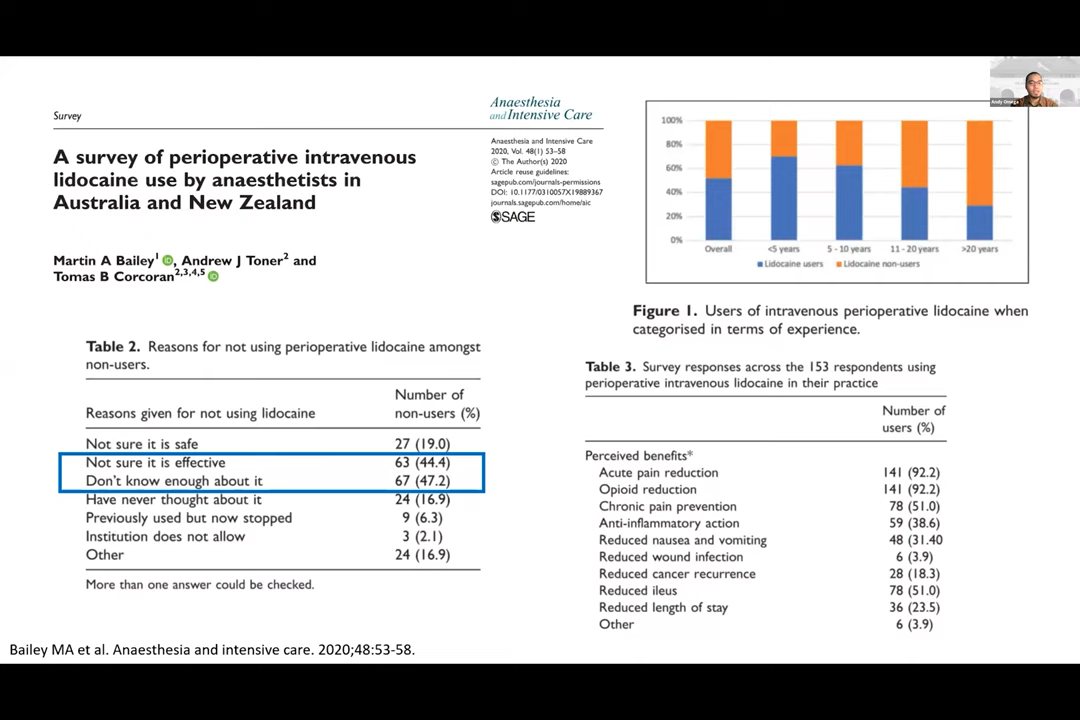 Survey
Anaesthesia
and Intensive Care
A survey of perioperative intravenous
lidocaine use by anaesthetists in
Australia and New Zealand
Anaesthesia and Intensive Care
2020, Vol. 48(1) 53–58
© The Author(s) 2020
Article reuse guidelines:
sagepub.com/journals-permissions
DOI: 10.1177/0310057X19889367
journals.sagepub.com/home/aic
SAGE
Martin A Bailey1 iD, Andrew J Toner2 and
Tomas B Corcoran2,3,4,5 iD
Table 2. Reasons for not using perioperative lidocaine amongst
non-users.
Number of
Reasons given for not using lidocaine non-users (%)
Not sure it is safe 27 (19.0)
Not sure it is effective 63 (44.4)
Don't know enough about it 67 (47.2)
Have never thought about it 24 (16.9)
Previously used but now stopped 9 (6.3)
Institution does not allow 3 (2.1)
Other 24 (16.9)
More than one answer could be checked.
Bailey MA et al. Anaesthesia and intensive care. 2020;48:53-58.
Andy Omega
100%
80%
60%
40%
20%
0%
Overall <5 years 5 - 10 years 11 - 20 years >20 years
Lidocaine users Lidocaine non-users
Figure 1. Users of intravenous perioperative lidocaine when
categorised in terms of experience.
Table 3. Survey responses across the 153 respondents using
perioperative intravenous lidocaine in their practice
Number of
users (%)
Perceived benefits*
Acute pain reduction 141 (92.2)
Opioid reduction 141 (92.2)
Chronic pain prevention 78 (51.0)
Anti-inflammatory action 59 (38.6)
Reduced nausea and vomiting 48 (31.40
Reduced wound infection 6 (3.9)
Reduced cancer recurrence 28 (18.3)
Reduced ileus 78 (51.0)
Reduced length of stay 36 (23.5)
Other 6 (3.9)